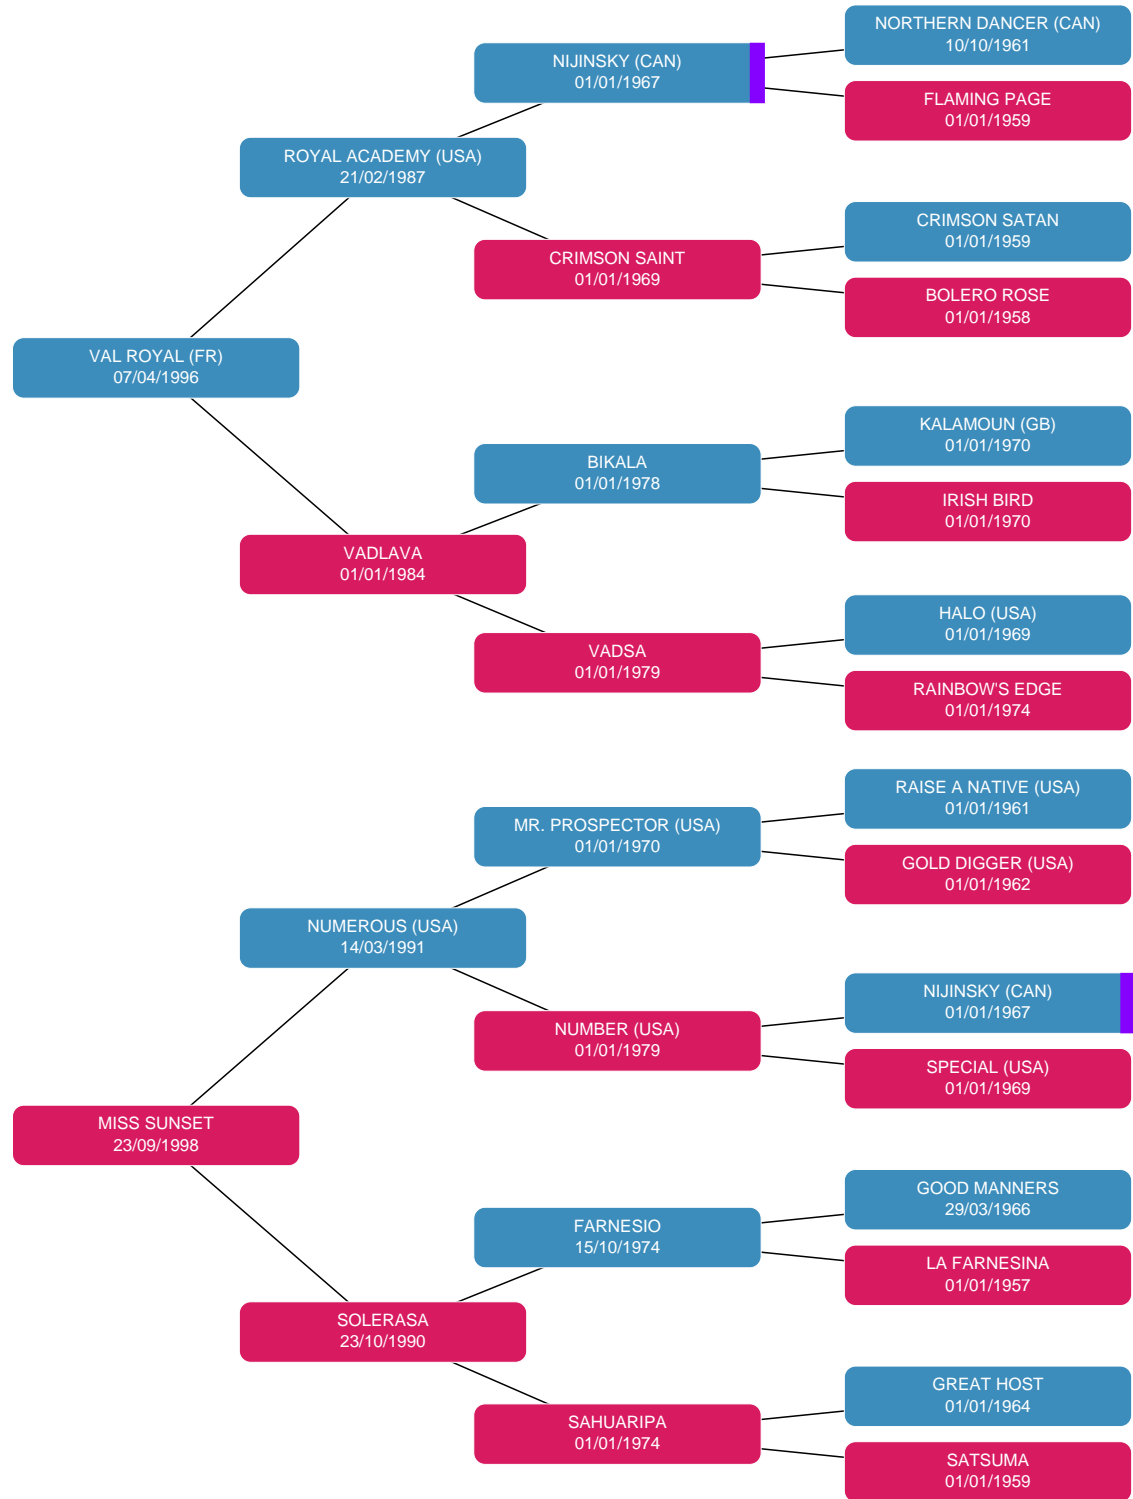 NORTHERN DANCER (CAN)
10/10/1961
NIJINSKY (CAN)
01/01/1967
FLAMING PAGE
01/01/1959
ROYAL ACADEMY (USA)
21/02/1987
CRIMSON SATAN
01/01/1959
CRIMSON SAINT
01/01/1969
BOLERO ROSE
01/01/1958
VAL ROYAL (FR)
07/04/1996
KALAMOUN (GB)
01/01/1970
BIKALA
01/01/1978
IRISH BIRD
01/01/1970
VADLAVA
01/01/1984
HALO (USA)
01/01/1969
VADSA
01/01/1979
RAINBOW'S EDGE
01/01/1974
RAISE A NATIVE (USA)
01/01/1961
MR. PROSPECTOR (USA)
01/01/1970
GOLD DIGGER (USA)
01/01/1962
NUMEROUS (USA)
14/03/1991
NIJINSKY (CAN)
01/01/1967
NUMBER (USA)
01/01/1979
SPECIAL (USA)
01/01/1969
MISS SUNSET
23/09/1998
GOOD MANNERS
29/03/1966
FARNESIO
15/10/1974
LA FARNESINA
01/01/1957
SOLERASA
23/10/1990
GREAT HOST
01/01/1964
SAHUARIPA
01/01/1974
SATSUMA
01/01/1959